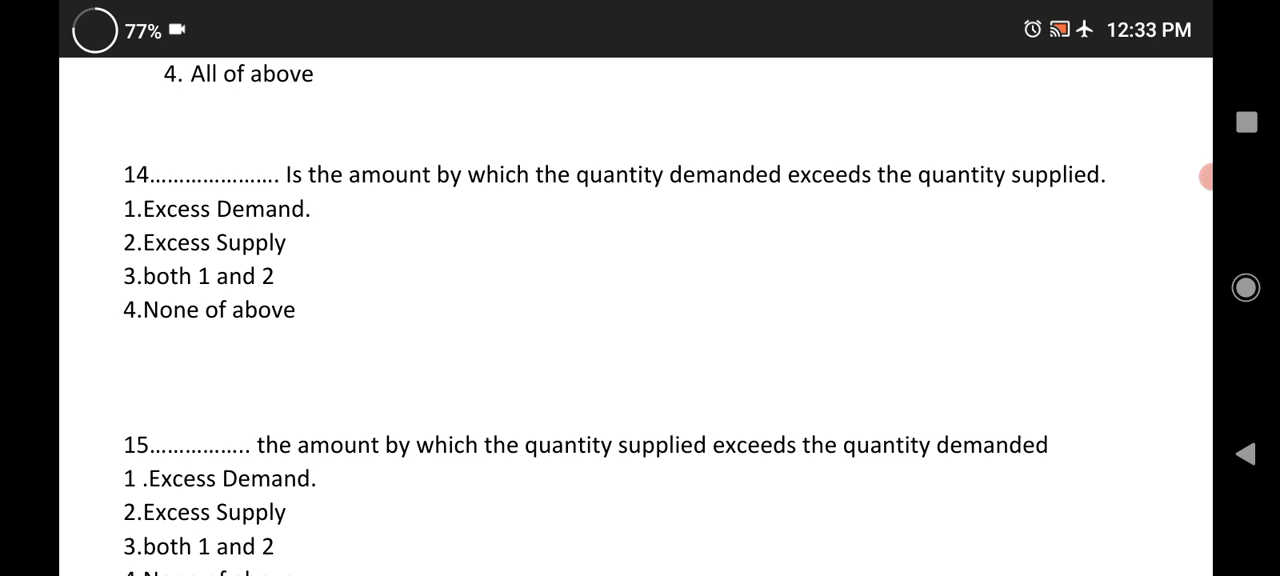 77% 12:33 PM
4. All of above
14...................... Is the amount by which the quantity demanded exceeds the quantity supplied.
1.Excess Demand.
2.Excess Supply
3.both 1 and 2
4.None of above
15................. the amount by which the quantity supplied exceeds the quantity demanded
1 .Excess Demand.
2.Excess Supply
3.both 1 and 2